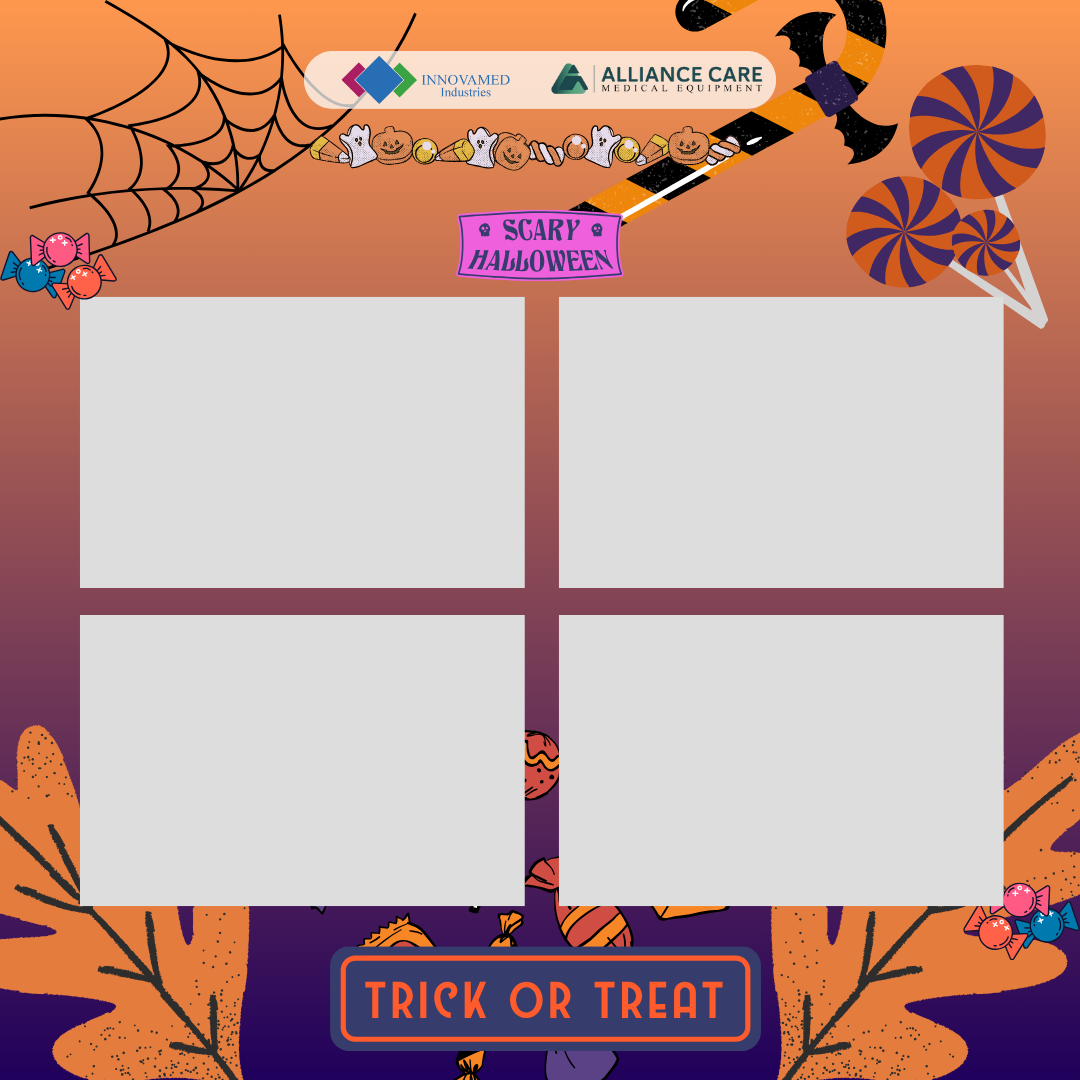 INNOVAMED
Industries
ALLIANCE CARE
MEDICAL EQUIPMENT
SCARY
HALLOWEEN
TRICK OR TREAT